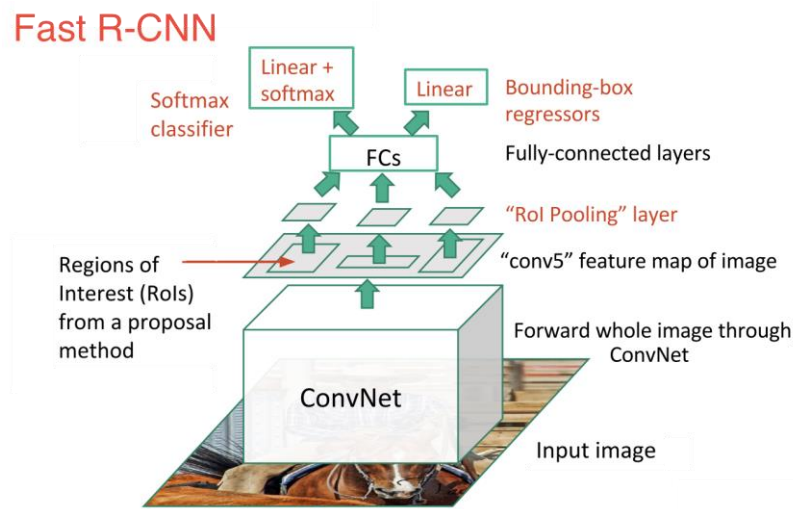 Fast R-CNN
Linear +
softmax
Linear
Softmax
classifier
Bounding-box
regressors
FCs
Fully-connected layers
“RoI Pooling” layer
Regions of
Interest (RoIs)
from a proposal
method
“conv5” feature map of image
Forward whole image through
ConvNet
ConvNet
Input image